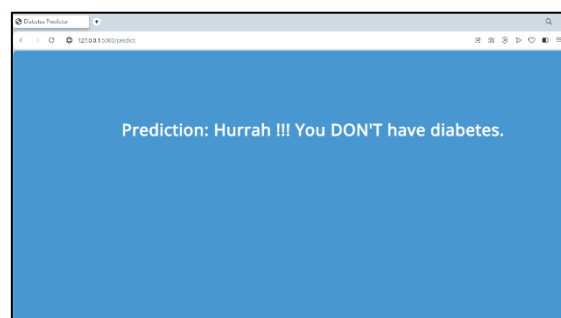 Diabetes Predictor
127.0.0.1:5000/predict
Prediction: Hurrah !!! You DON'T have diabetes.